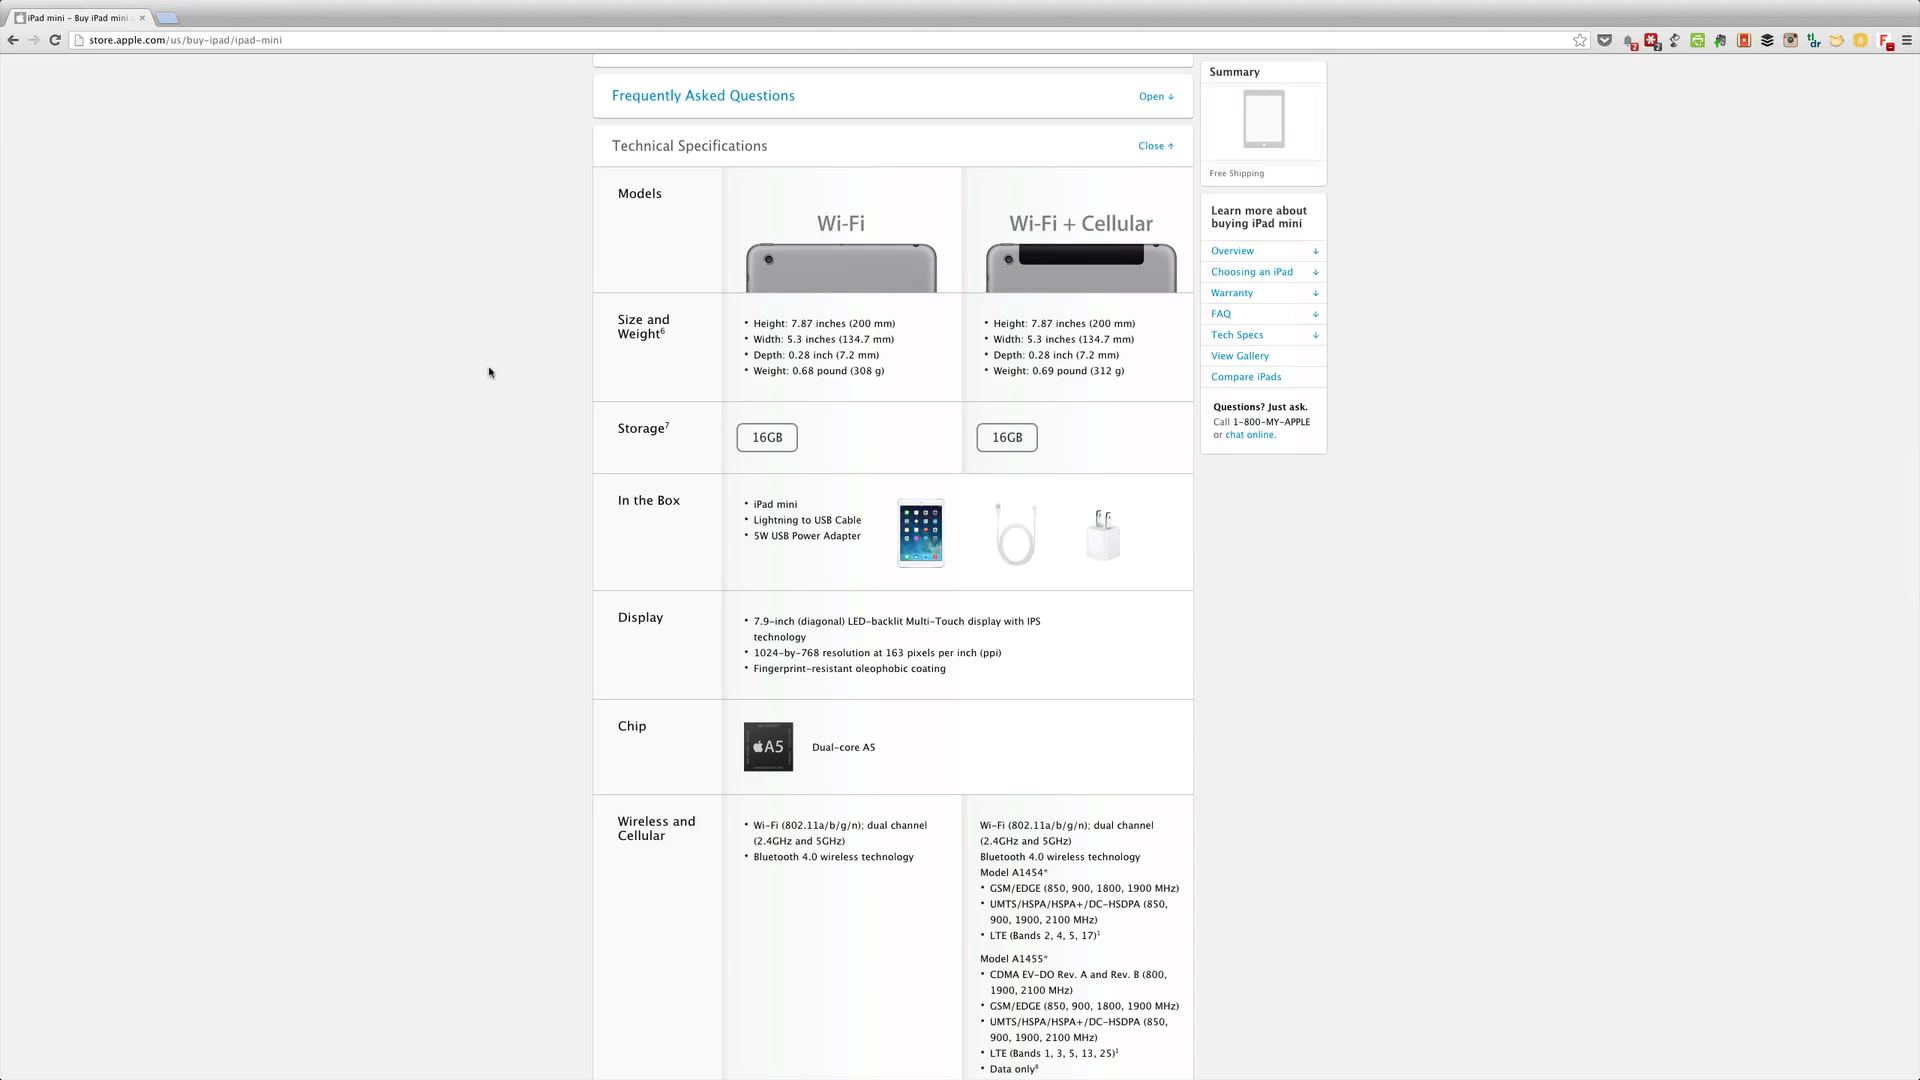 iPad mini – Buy iPad mini
store.apple.com/us/buy-ipad/ipad-mini
Frequently Asked Questions
Open ↓
Technical Specifications
Close ↑
Models
Wi-Fi
Wi-Fi + Cellular
Size and
Weight6
• Height: 7.87 inches (200 mm)
• Width: 5.3 inches (134.7 mm)
• Depth: 0.28 inch (7.2 mm)
• Weight: 0.68 pound (308 g)
• Height: 7.87 inches (200 mm)
• Width: 5.3 inches (134.7 mm)
• Depth: 0.28 inch (7.2 mm)
• Weight: 0.69 pound (312 g)
Storage7
16GB
16GB
In the Box
• iPad mini
• Lightning to USB Cable
• 5W USB Power Adapter
Display
• 7.9-inch (diagonal) LED-backlit Multi-Touch display with IPS
technology
• 1024-by-768 resolution at 163 pixels per inch (ppi)
• Fingerprint-resistant oleophobic coating
Chip
A5
Dual-core A5
Wireless and
Cellular
• Wi-Fi (802.11a/b/g/n); dual channel
(2.4GHz and 5GHz)
• Bluetooth 4.0 wireless technology
Wi-Fi (802.11a/b/g/n); dual channel
(2.4GHz and 5GHz)
Bluetooth 4.0 wireless technology
Model A1454*
• GSM/EDGE (850, 900, 1800, 1900 MHz)
• UMTS/HSPA/HSPA+/DC-HSDPA (850,
900, 1900, 2100 MHz)
• LTE (Bands 2, 4, 5, 17)1
Model A1455*
• CDMA EV-DO Rev. A and Rev. B (800,
1900, 2100 MHz)
• GSM/EDGE (850, 900, 1800, 1900 MHz)
• UMTS/HSPA/HSPA+/DC-HSDPA (850,
900, 1900, 2100 MHz)
• LTE (Bands 1, 3, 5, 13, 25)1
• Data only8
Summary
Free Shipping
Learn more about
buying iPad mini
Overview ↓
Choosing an iPad ↓
Warranty ↓
FAQ ↓
Tech Specs ↓
View Gallery
Compare iPads
Questions? Just ask.
Call 1-800-MY-APPLE
or chat online.